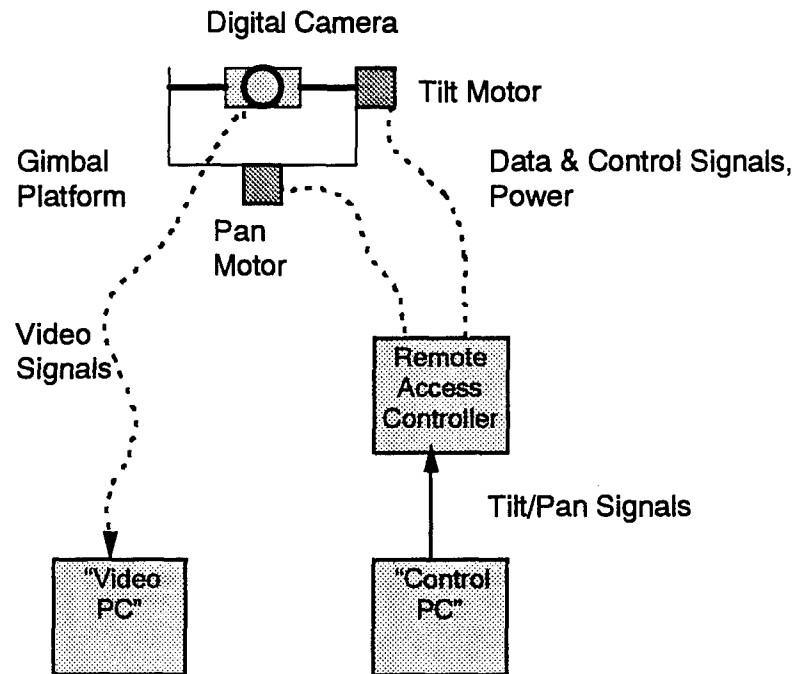 Digital Camera
Tilt Motor
Gimbal
Platform
Data & Control Signals,
Power
Pan
Motor
Video
Signals
Remote
Access
Controller
Tilt/Pan Signals
"Video
PC"
"Control
PC"